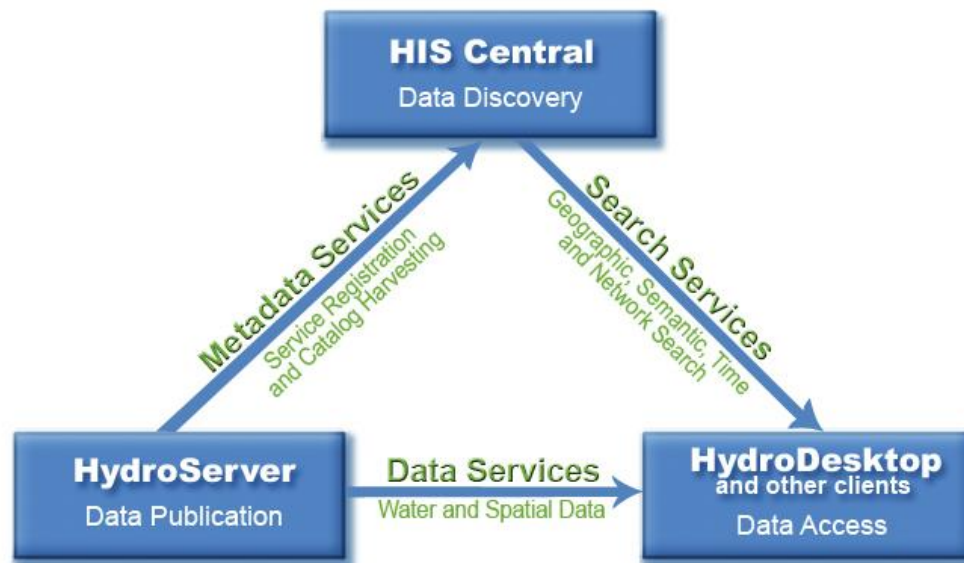 HIS Central
Data Discovery
Metadata Services
Service Registration
and Catalog Harvesting
Search Services
Geographic, Semantic, Time
and Network Search
HydroServer
Data Publication
Data Services
Water and Spatial Data
HydroDesktop
and other clients
Data Access